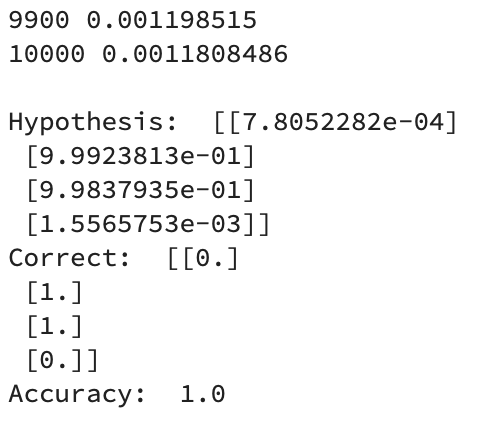 9900 0.001198515
10000 0.0011808486
Hypothesis:  [[7.8052282e-04]
 [9.9923813e-01]
 [9.9837935e-01]
 [1.5565753e-03]]
Correct:  [[0.]
 [1.]
 [1.]
 [0.]]
Accuracy:  1.0